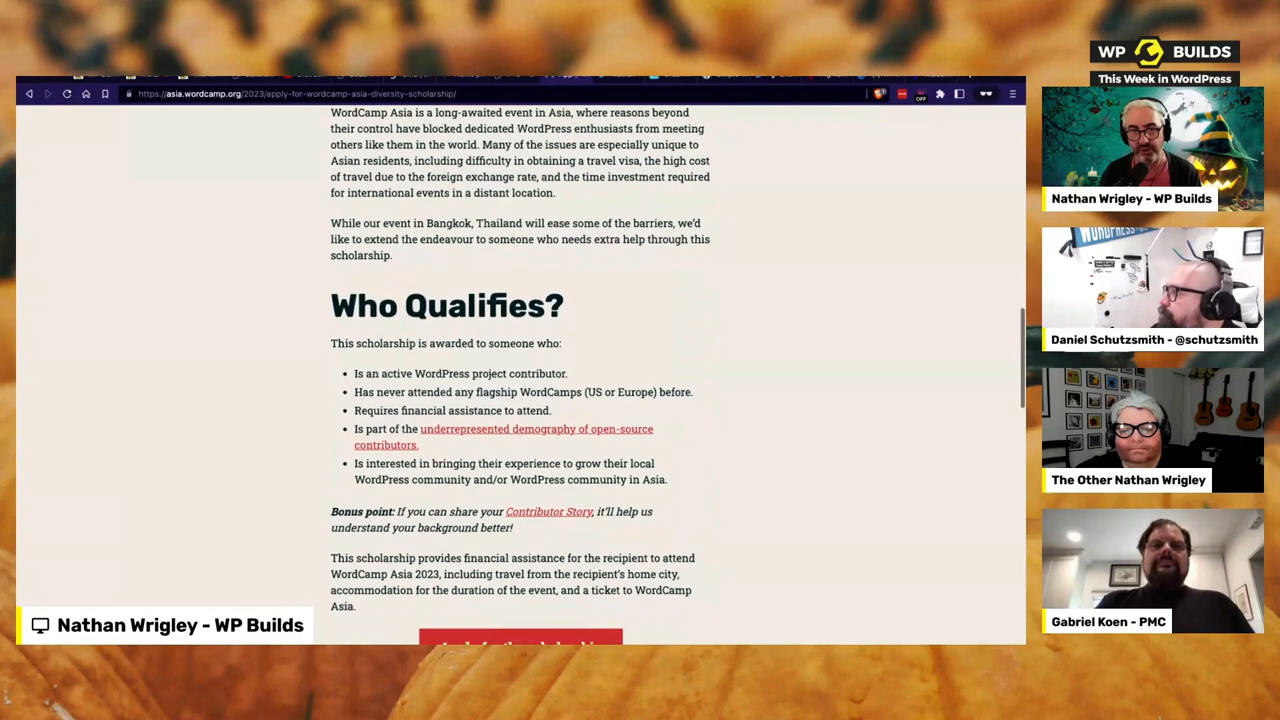 WP BUILDS
This Week in WordPress
https://asia.wordcamp.org/2023/apply-for-wordcamp-asia-diversity-scholarship/
OFF
WordCamp Asia is a long-awaited event in Asia, where reasons beyond
their control have blocked dedicated WordPress enthusiasts from meeting
others like them in the world. Many of the issues are especially unique to
Asian residents, including difficulty in obtaining a travel visa, the high cost
of travel due to the foreign exchange rate, and the time investment required
for international events in a distant location.
While our event in Bangkok, Thailand will ease some of the barriers, we'd
like to extend the endeavour to someone who needs extra help through this
scholarship.
Who Qualifies?
This scholarship is awarded to someone who:
Is an active WordPress project contributor.
Has never attended any flagship WordCamps (US or Europe) before.
Requires financial assistance to attend.
Is part of the underrepresented demography of open-source
contributors.
Is interested in bringing their experience to grow their local
WordPress community and/or WordPress community in Asia.
Bonus point: If you can share your Contributor Story, it'll help us
understand your background better!
This scholarship provides financial assistance for the recipient to attend
WordCamp Asia 2023, including travel from the recipient's home city,
accommodation for the duration of the event, and a ticket to WordCamp
Asia.
Nathan Wrigley - WP Builds
Nathan Wrigley - WP Builds
WORDPRESS
Daniel Schutzsmith - @schutzsmith
The Other Nathan Wrigley
Gabriel Koen - PMC